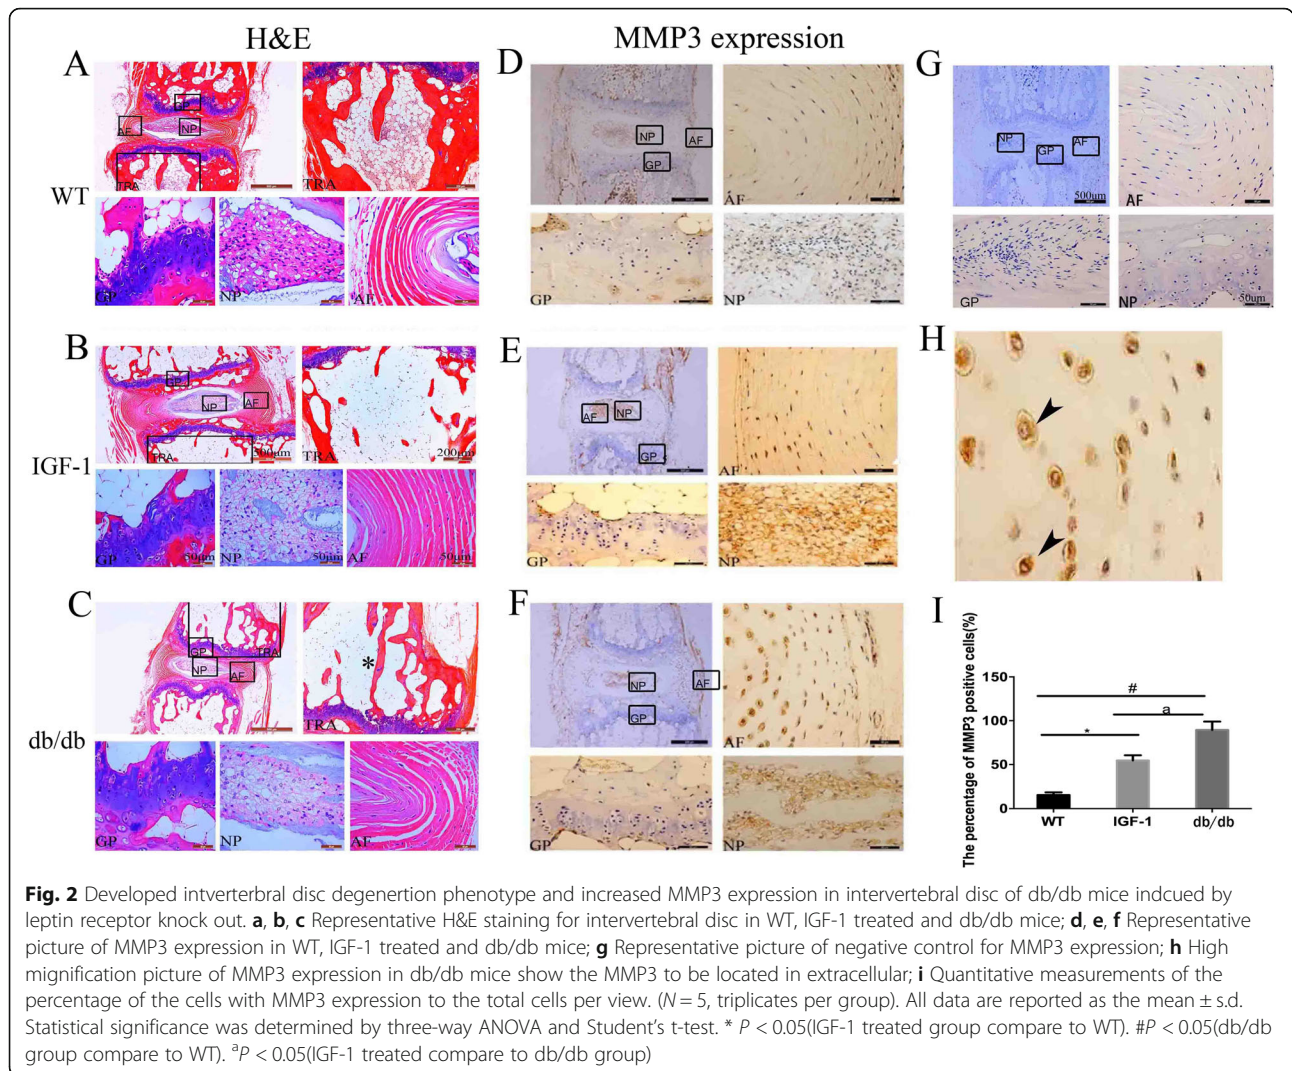 H&E
MMP3 expression
A
GP
AF
NP
TRA
TRA
WT
GP
NP
AF
B
GP
NP
AF
TRA
500um
TRA
200um
IGF-1
GP
50μm
NP
50μm
AF
50μm
C
GP
TRA
NP
AF
*
TRA
db/db
GP
NP
AF
D
NP
AF
GP
AF
GP
NP
E
AF
NP
GP
AF
GP
NP
F
NP
AF
GP
AF
GP
NP
G
NP
GP
AF
500um
AF
GP
NP
50um
H
I
The percentage of MMP3 positive cells(%)
150
100
50
0
#
a
*
WT
IGF-1
db/db
Fig. 2 Developed intverterbral disc degenertion phenotype and increased MMP3 expression in intervertebral disc of db/db mice indcued by
leptin receptor knock out. a, b, c Representative H&E staining for intervertebral disc in WT, IGF-1 treated and db/db mice; d, e, f Representative
picture of MMP3 expression in WT, IGF-1 treated and db/db mice; g Representative picture of negative control for MMP3 expression; h High
mignification picture of MMP3 expression in db/db mice show the MMP3 to be located in extracellular; i Quantitative measurements of the
percentage of the cells with MMP3 expression to the total cells per view. (N = 5, triplicates per group). All data are reported as the mean ± s.d.
Statistical significance was determined by three-way ANOVA and Student's t-test. * P < 0.05(IGF-1 treated group compare to WT). #P < 0.05(db/db
group compare to WT). ᵃP < 0.05(IGF-1 treated compare to db/db group)